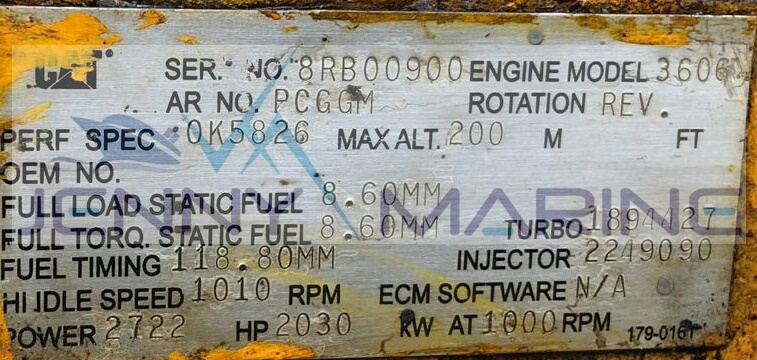 CAT SER. NO. 8RB00900 ENGINE MODEL 3606
AR NO. PCGGM ROTATION REV.
PERF SPEC 0K5826 MAX ALT. 200 M FT
OEM NO.
JENNY MARINE
FULL LOAD STATIC FUEL 8.60MM
FULL TORQ. STATIC FUEL 8.60MM TURBO 1894427
FUEL TIMING 118.80MM INJECTOR 2249090
HI IDLE SPEED 1010 RPM ECM SOFTWARE N/A
POWER 2722 HP 2030 KW AT 1000 RPM 179-0161